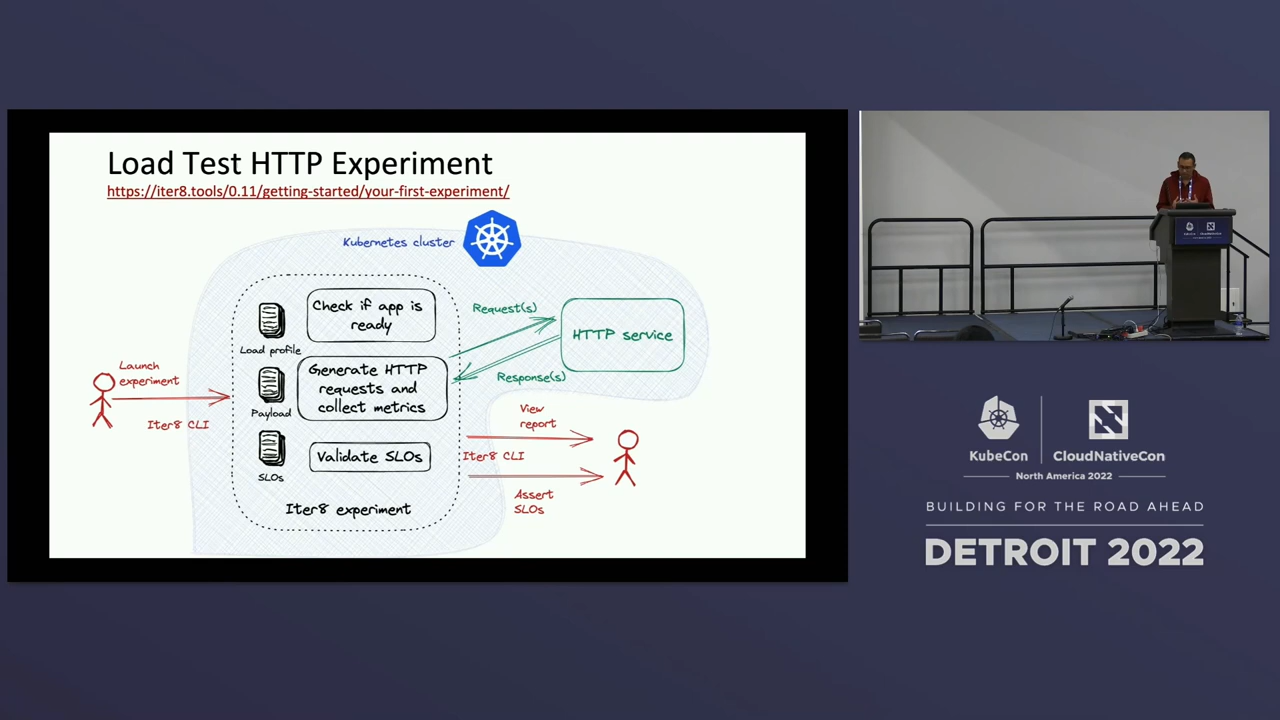 Load Test HTTP Experiment
https://iter8.tools/0.11/getting-started/your-first-experiment/
Kubernetes cluster
Check if app is
ready
Load profile
Generate HTTP
requests and
collect metrics
Payload
Validate SLOs
SLOs
Iter8 experiment
Launch
experiment
Iter8 CLI
Request(s)
HTTP service
Response(s)
View
report
Iter8 CLI
Assert
SLOs
KubeCon
CloudNativeCon
North America 2022
BUILDING FOR THE ROAD AHEAD
DETROIT 2022